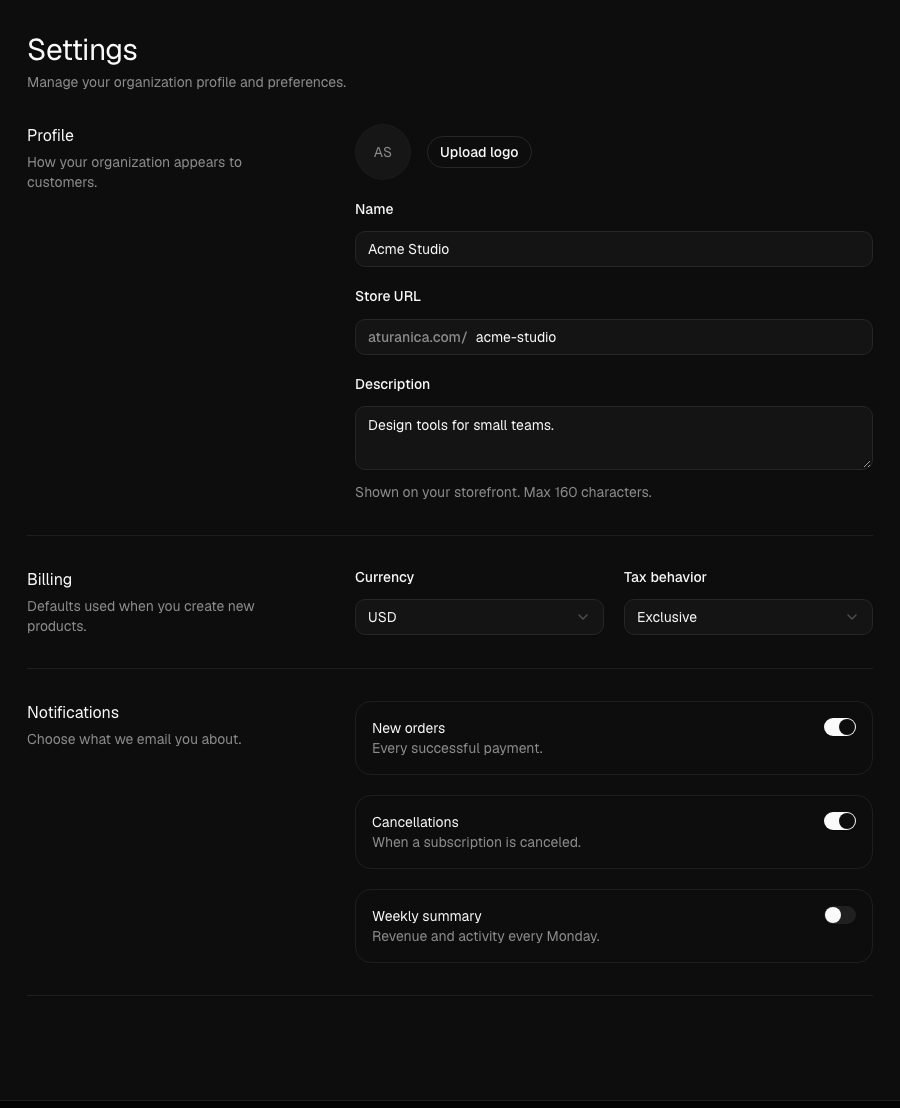 Settings
Manage your organization profile and preferences.
Profile
How your organization appears to
customers.
AS
Upload logo
Name
Acme Studio
Store URL
aturanica.com/ acme-studio
Description
Design tools for small teams.
Shown on your storefront. Max 160 characters.
Billing
Defaults used when you create new
products.
Currency
USD
Tax behavior
Exclusive
Notifications
Choose what we email you about.
New orders
Every successful payment.
Cancellations
When a subscription is canceled.
Weekly summary
Revenue and activity every Monday.